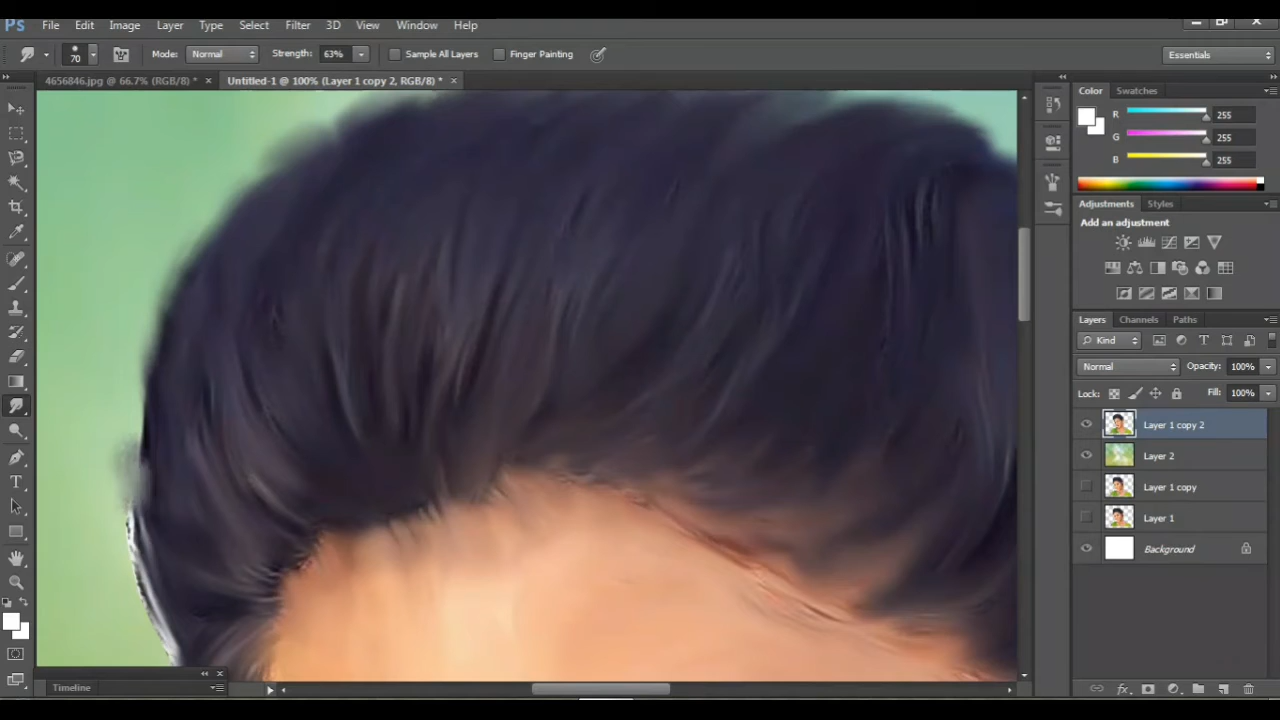 Ps File Edit Image Layer Type Select Filter 3D View Window Help
70 Mode: Normal Strength: 63% Sample All Layers Finger Painting Essentials
4656846.jpg @ 66.7% (RGB/8) * × Untitled-1 @ 100% (Layer 1 copy 2, RGB/8) * ×
Color Swatches
R 255
G 255
B 255
Adjustments Styles
Add an adjustment
Layers Channels Paths
Kind
Normal Opacity: 100%
Lock: Fill: 100%
Layer 1 copy 2
Layer 2
Layer 1 copy
Layer 1
Background
Timeline